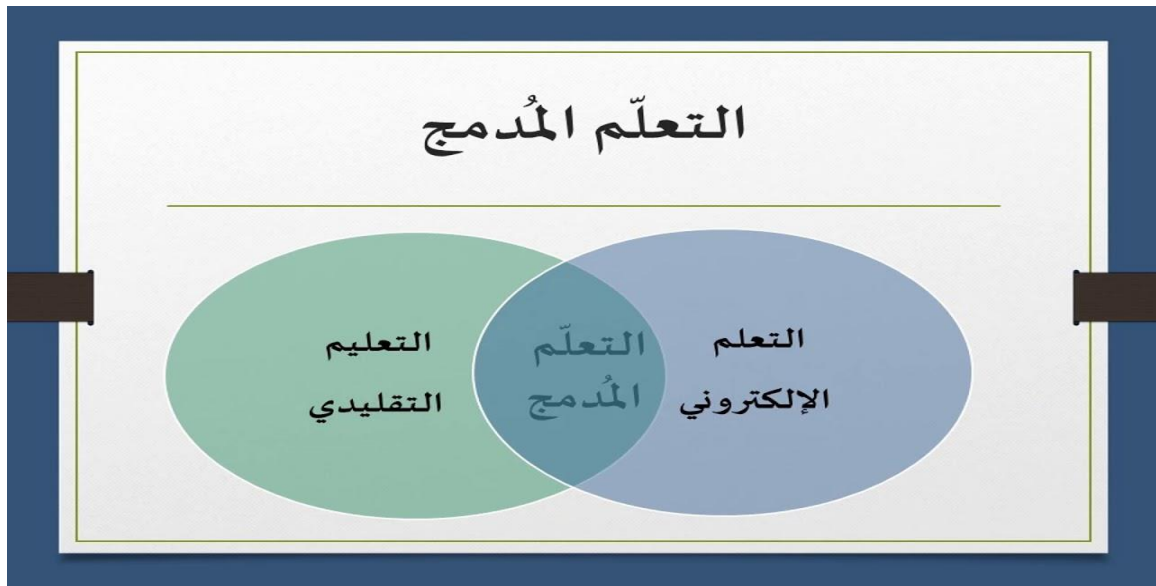 التعلّم المُدمج
التعلم
الإلكتروني
التعلّم
المُدمج
التعليم
التقليدي